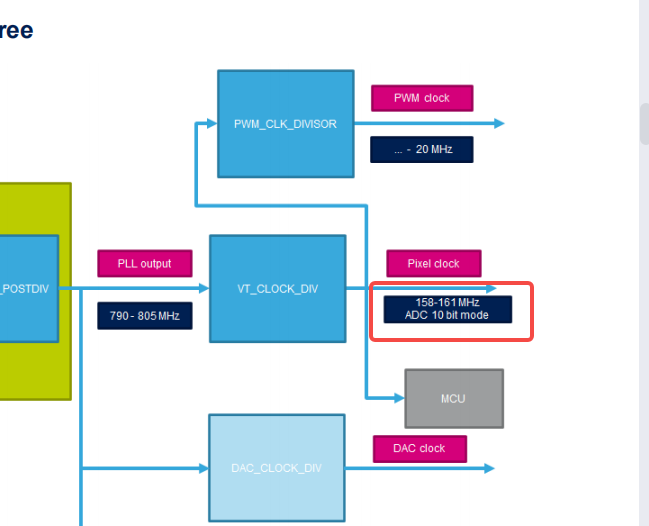 ree
PWM clock
PWM_CLK_DIVISOR
... - 20 MHz
PLL output
Pixel clock
_POSTDIV
VT_CLOCK_DIV
790 - 805 MHz
158-161 MHz
ADC 10 bit mode
MCU
DAC clock
DAC_CLOCK_DIV